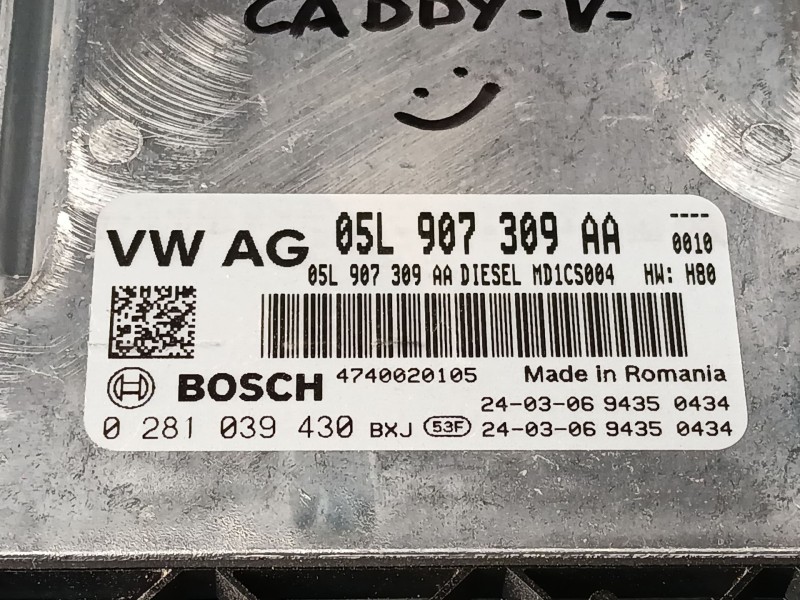 CADDY-V-
VW AG 05L 907 309 AA ----
0010
05L 907 309 AA DIESEL MD1CS004 HW: H80
BOSCH 4740020105 Made in Romania
24-03-06 9435 0434
0 281 039 430 BXJ 53F 24-03-06 9435 0434